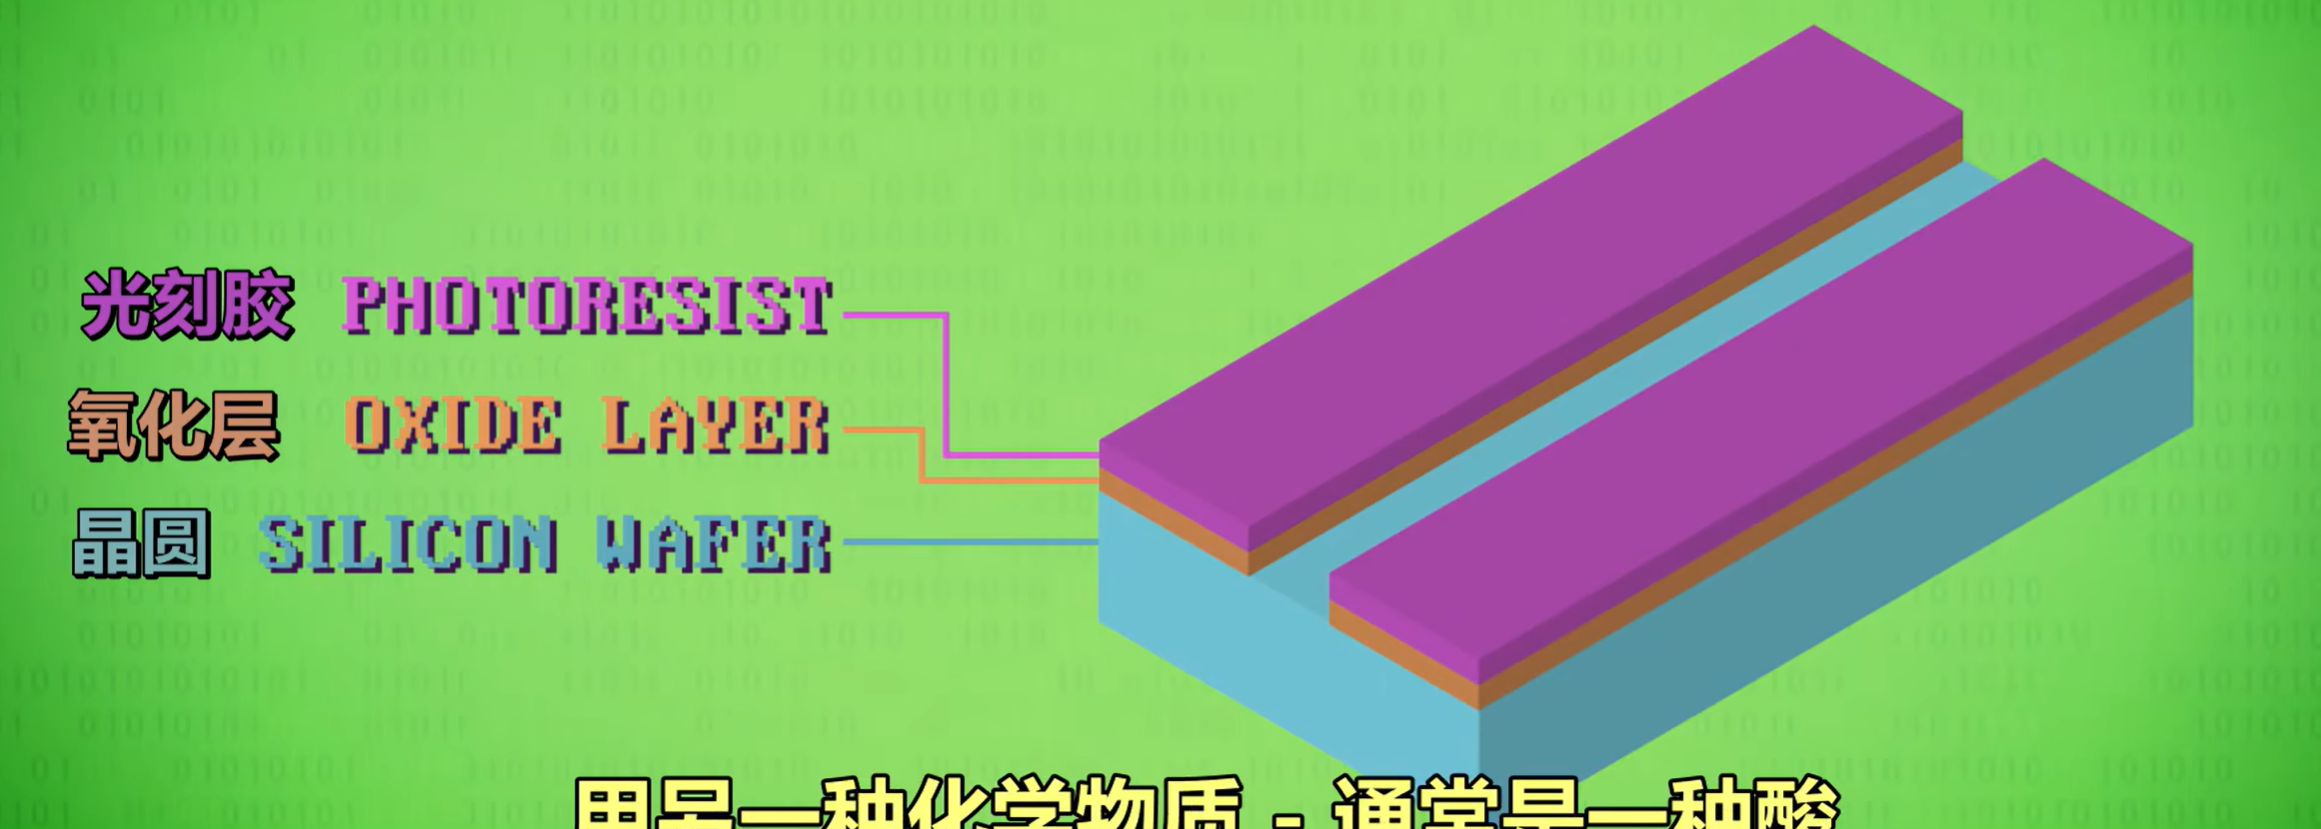 光刻胶 PHOTORESIST
氧化层 OXIDE LAYER
晶圆 SILICON WAFER
用另一种化学物质 - 通常是一种酸